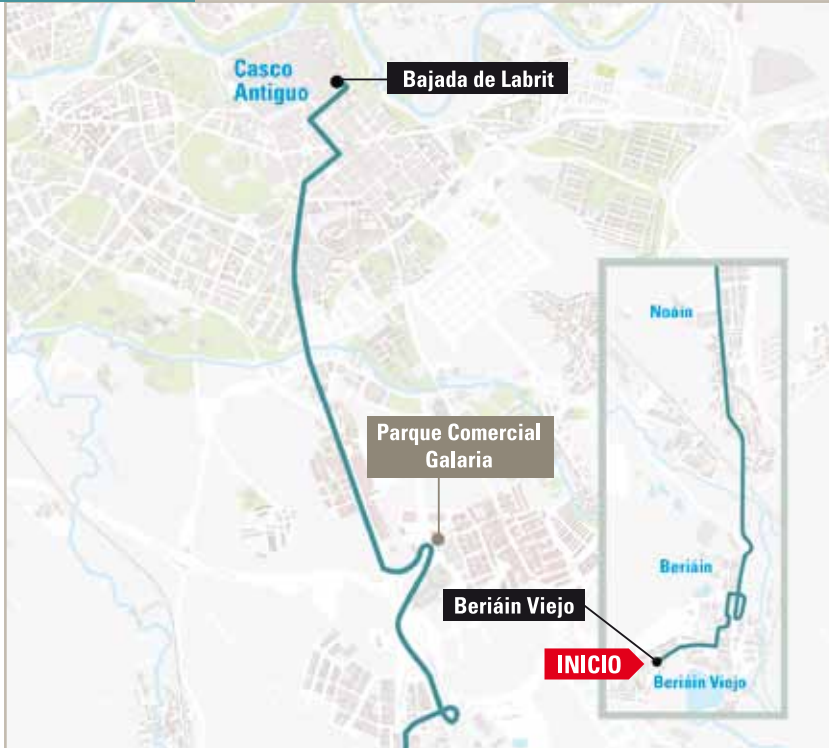 Casco
Antiguo
Bajada de Labrit
Noáin
Parque Comercial
Galaria
Beriáin
Beriáin Viejo
INICIO
Beriáin Viejo